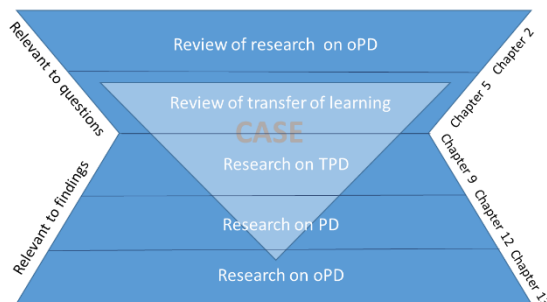 Review of research on oPD
Review of transfer of learning
CASE
Research on TPD
Research on PD
Research on oPD
Relevant to questions
Relevant to findings
Chapter 2
Chapter 5
Chapter 9
Chapter 12
Chapter